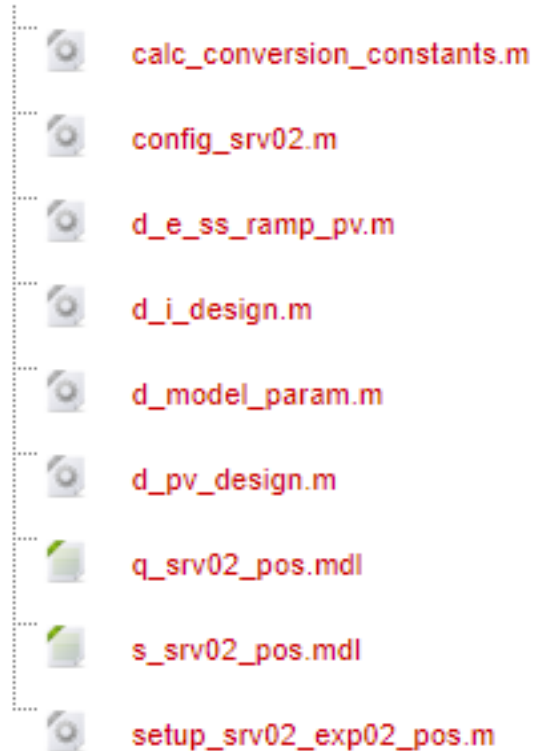 calc_conversion_constants.m
config_srv02.m
d_e_ss_ramp_pv.m
d_i_design.m
d_model_param.m
d_pv_design.m
q_srv02_pos.mdl
s_srv02_pos.mdl
setup_srv02_exp02_pos.m